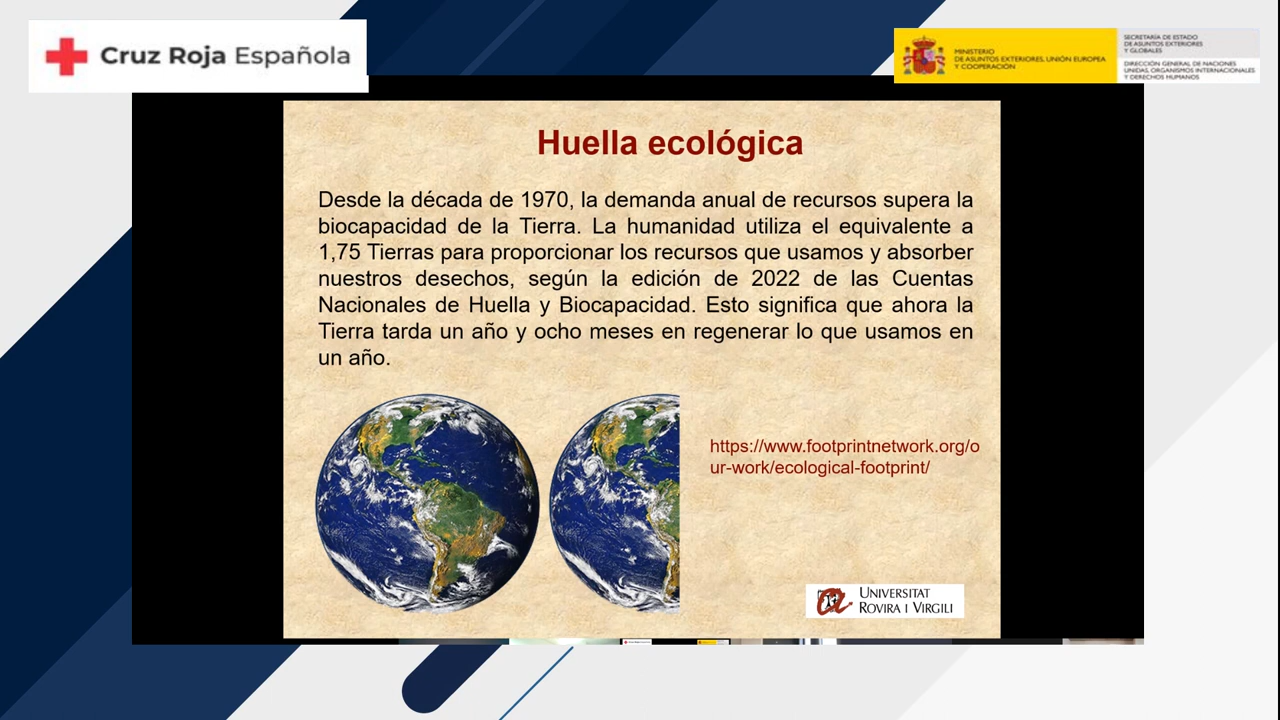 Cruz Roja Española
MINISTERIO
DE ASUNTOS EXTERIORES, UNIÓN EUROPEA
Y COOPERACIÓN
SECRETARÍA DE ESTADO
DE ASUNTOS EXTERIORES
Y GLOBALES
DIRECCIÓN GENERAL DE NACIONES
UNIDAS, ORGANISMOS INTERNACIONALES
Y DERECHOS HUMANOS
Huella ecológica
Desde la década de 1970, la demanda anual de recursos supera la
biocapacidad de la Tierra. La humanidad utiliza el equivalente a
1,75 Tierras para proporcionar los recursos que usamos y absorber
nuestros desechos, según la edición de 2022 de las Cuentas
Nacionales de Huella y Biocapacidad. Esto significa que ahora la
Tierra tarda un año y ocho meses en regenerar lo que usamos en
un año.
https://www.footprintnetwork.org/o
ur-work/ecological-footprint/
UNIVERSITAT
ROVIRA I VIRGILI